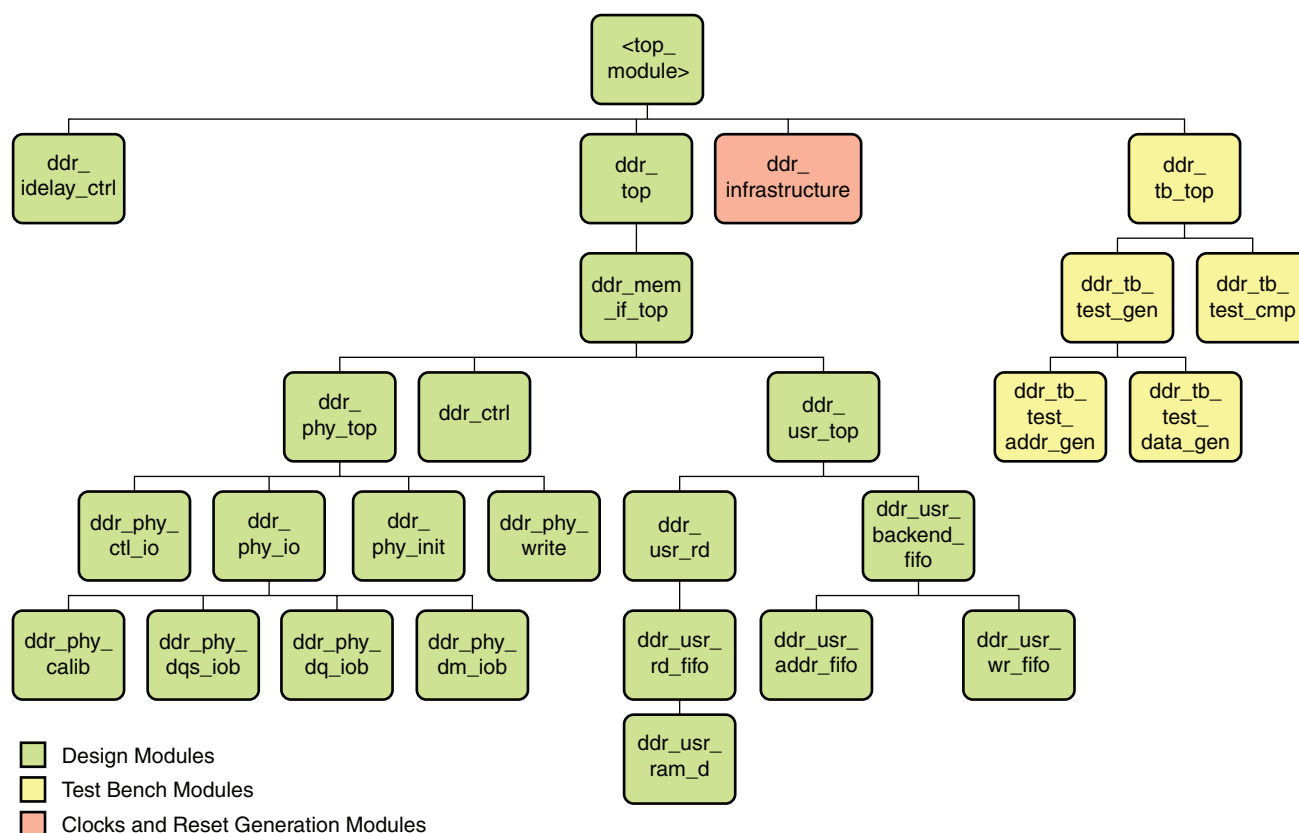 <top_
module>
ddr_
idelay_ctrl
ddr_
top
ddr_
infrastructure
ddr_
tb_top
ddr_mem
_if_top
ddr_tb_
test_gen
ddr_tb_
test_cmp
ddr_
phy_top
ddr_ctrl
ddr_
usr_top
ddr_tb_
test_
addr_gen
ddr_tb_
test_
data_gen
ddr_phy_
ctl_io
ddr_
phy_io
ddr_
phy_init
ddr_phy_
write
ddr_
usr_rd
ddr_usr_
backend_
fifo
ddr_phy_
calib
ddr_phy_
dqs_iob
ddr_phy_
dq_iob
ddr_phy_
dm_iob
ddr_usr_
rd_fifo
ddr_usr_
addr_fifo
ddr_usr_
wr_fifo
ddr_usr_
ram_d
Design Modules
Test Bench Modules
Clocks and Reset Generation Modules